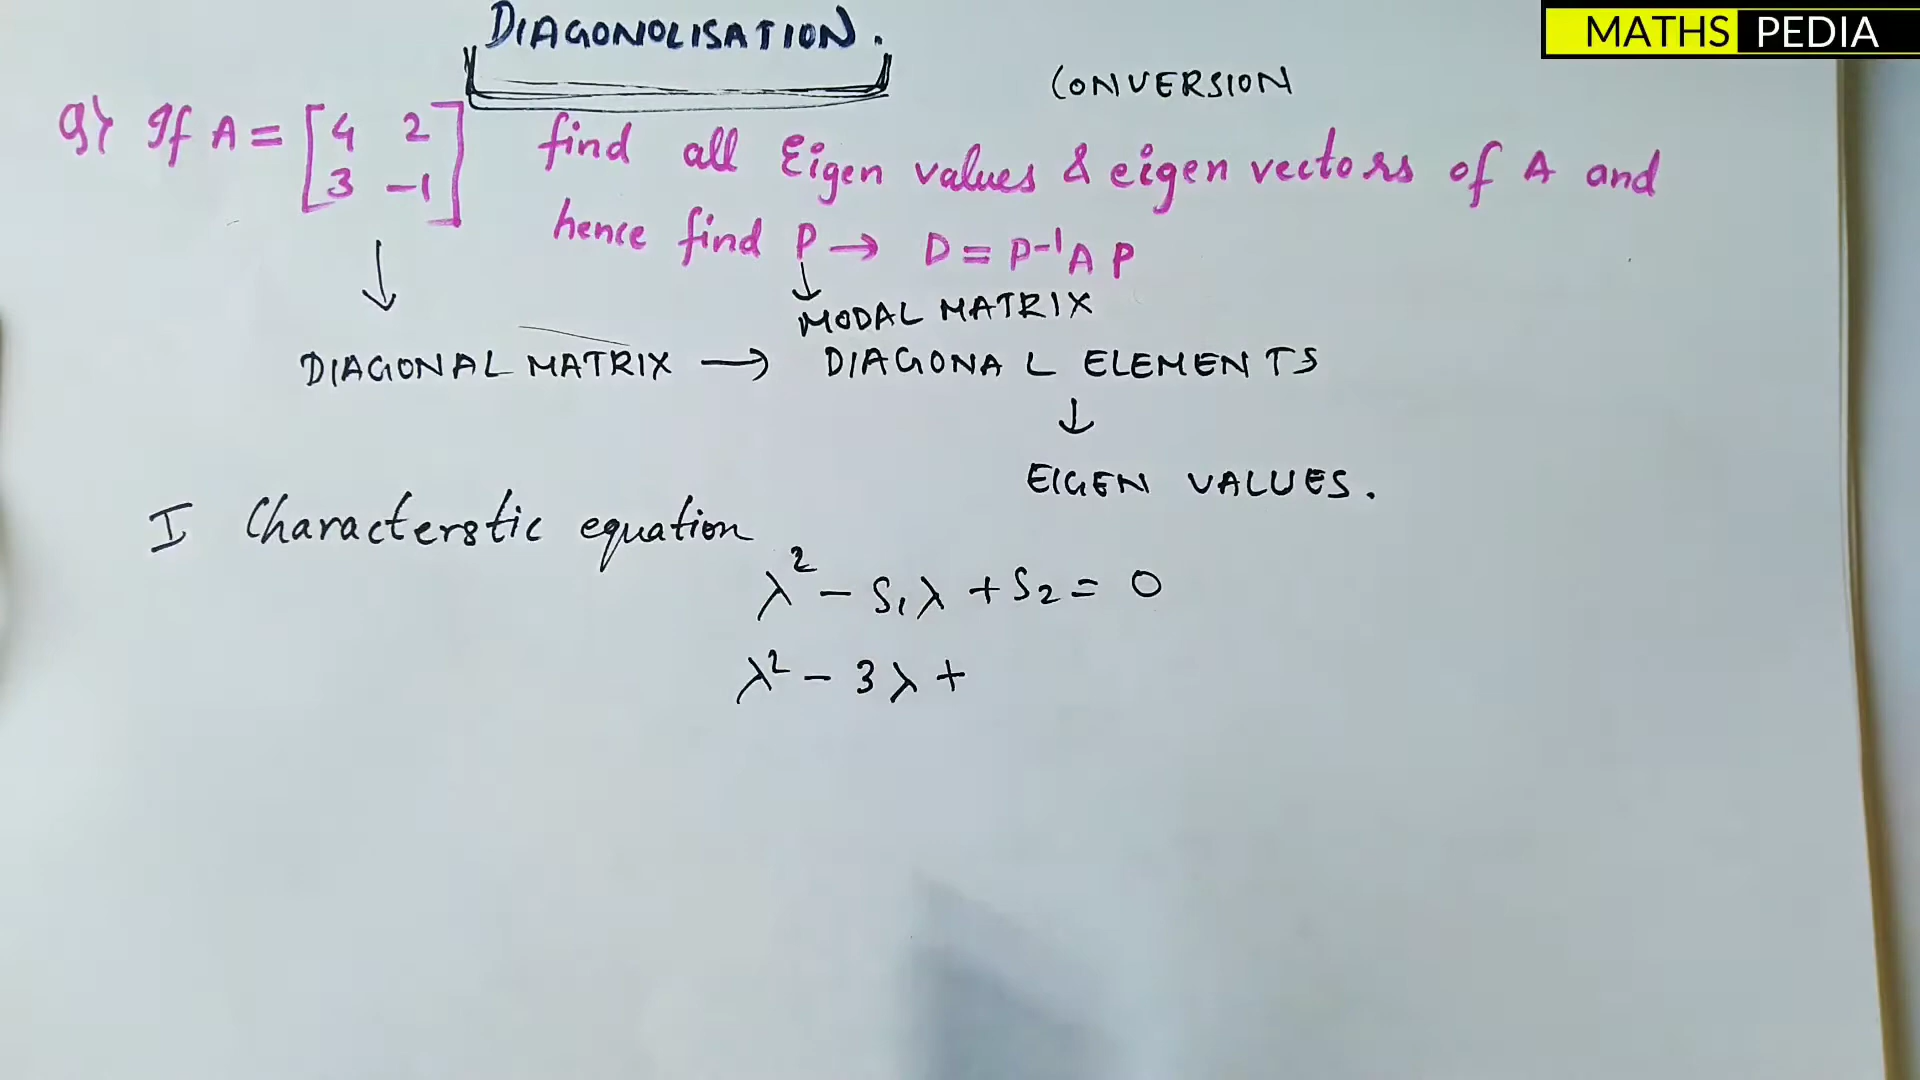 DIAGONOLISATION.
MATHS PEDIA
CONVERSION
Q) If A = [4 2 find all Eigen values & eigen vectors of A and
3 -1] hence find P → D = P⁻¹A P
↓ ↓
MODAL MATRIX
DIAGONAL MATRIX → DIAGONAL ELEMENTS
↓
EIGEN VALUES.
I Characterstic equation
λ² - S₁λ + S₂ = 0
λ² - 3λ +